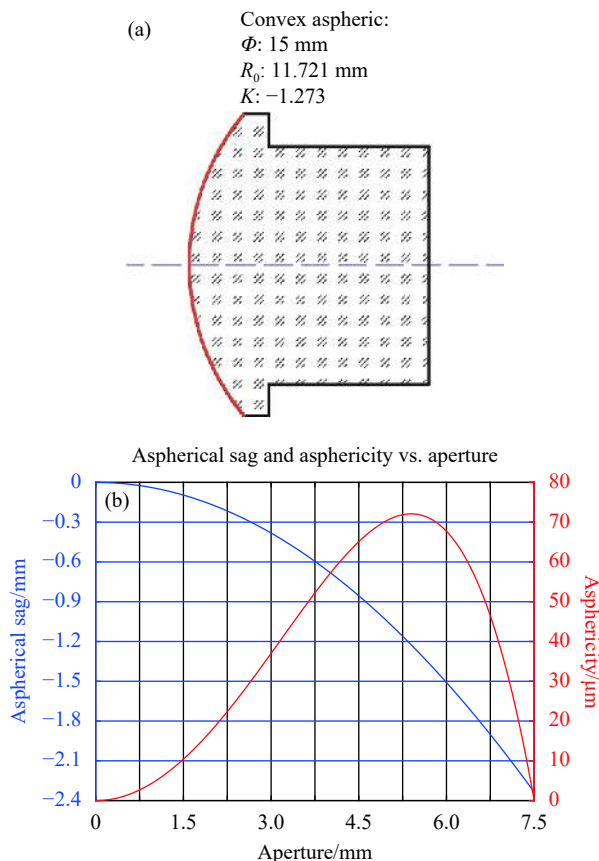 (a)
Convex aspheric:
Φ: 15 mm
R₀: 11.721 mm
K: −1.273
Aspherical sag and asphericity vs. aperture
(b)
0
−0.3
−0.6
−0.9
−1.2
−1.5
−1.8
−2.1
−2.4
Aspherical sag/mm
80
70
60
50
40
30
20
10
0
Asphericity/μm
0
1.5
3.0
4.5
6.0
7.5
Aperture/mm